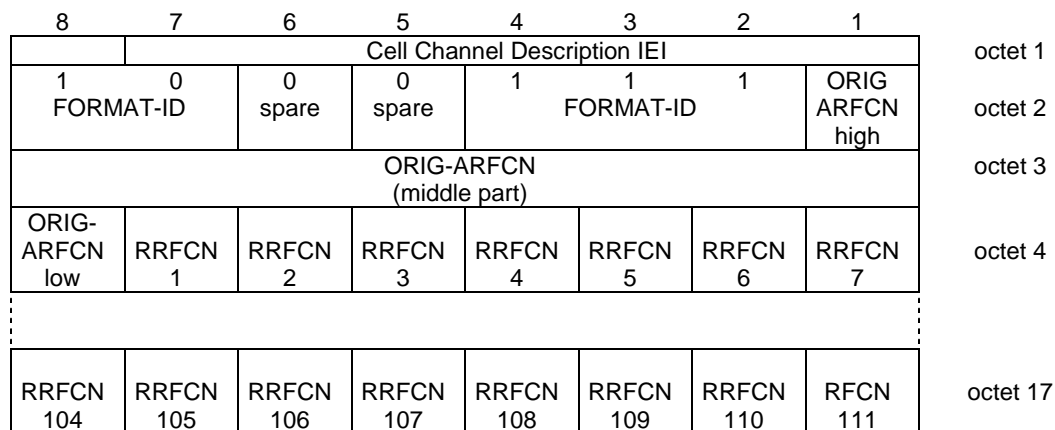 8 7 6 5 4 3 2 1
Cell Channel Description IEI octet 1
1 0 0 0 1 1 1 ORIG
FORMAT-ID spare spare FORMAT-ID ARFCN octet 2
high
ORIG-ARFCN octet 3
(middle part)
ORIG-
ARFCN RRFCN RRFCN RRFCN RRFCN RRFCN RRFCN RRFCN octet 4
low 1 2 3 4 5 6 7
RRFCN RRFCN RRFCN RRFCN RRFCN RRFCN RRFCN RFCN octet 17
104 105 106 107 108 109 110 111